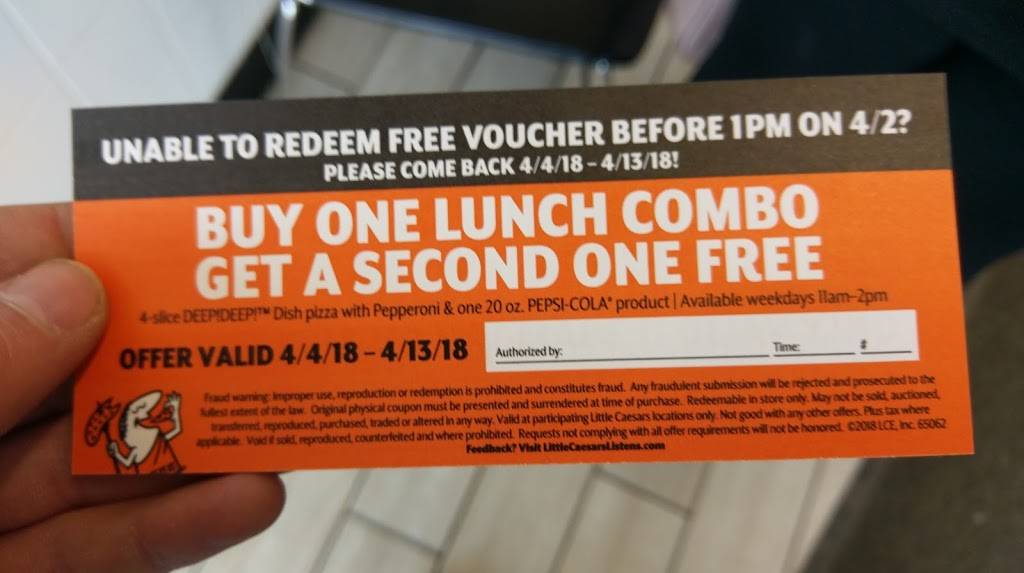 UNABLE TO REDEEM FREE VOUCHER BEFORE 1PM ON 4/2?
PLEASE COME BACK 4/4/18 – 4/13/18!
BUY ONE LUNCH COMBO
GET A SECOND ONE FREE
4-slice DEEP!DEEP!™ Dish pizza with Pepperoni & one 20 oz. PEPSI-COLA® product | Available weekdays 11am-2pm
OFFER VALID 4/4/18 – 4/13/18
Authorized by: Time: #
Fraud warning: Improper use, reproduction or redemption is prohibited and constitutes fraud. Any fraudulent submission will be rejected and prosecuted to the
fullest extent of the law. Original physical coupon must be presented and surrendered at time of purchase. Redeemable in store only. May not be sold, auctioned,
transferred, reproduced, purchased, traded or altered in any way. Valid at participating Little Caesars locations only. Not good with any other offers. Plus tax where
applicable. Void if sold, reproduced, counterfeited and where prohibited. Requests not complying with all offer requirements will not be honored. ©2018 LCE, Inc. 65062
Feedback? Visit LittleCaesarsListens.com